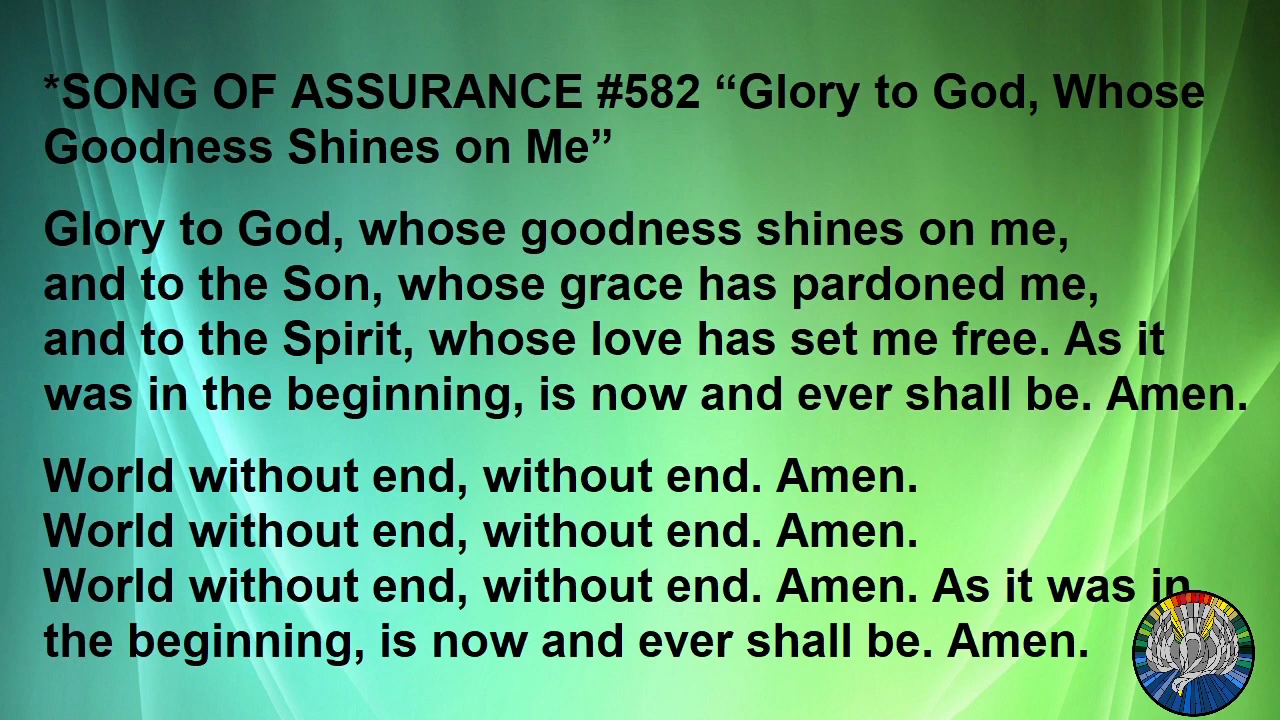 *SONG OF ASSURANCE #582 “Glory to God, Whose
Goodness Shines on Me”
Glory to God, whose goodness shines on me,
and to the Son, whose grace has pardoned me,
and to the Spirit, whose love has set me free. As it
was in the beginning, is now and ever shall be. Amen.
World without end, without end. Amen.
World without end, without end. Amen.
World without end, without end. Amen. As it was in
the beginning, is now and ever shall be. Amen.